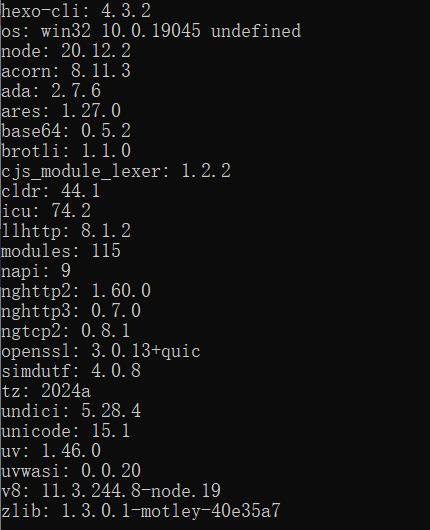 hexo-cli: 4.3.2
os: win32 10.0.19045 undefined
node: 20.12.2
acorn: 8.11.3
ada: 2.7.6
ares: 1.27.0
base64: 0.5.2
brotli: 1.1.0
cjs_module_lexer: 1.2.2
cldr: 44.1
icu: 74.2
llhttp: 8.1.2
modules: 115
napi: 9
nghttp2: 1.60.0
nghttp3: 0.7.0
ngtcp2: 0.8.1
openssl: 3.0.13+quic
simdutf: 4.0.8
tz: 2024a
undici: 5.28.4
unicode: 15.1
uv: 1.46.0
uvwasi: 0.0.20
v8: 11.3.244.8-node.19
zlib: 1.3.0.1-motley-40e35a7